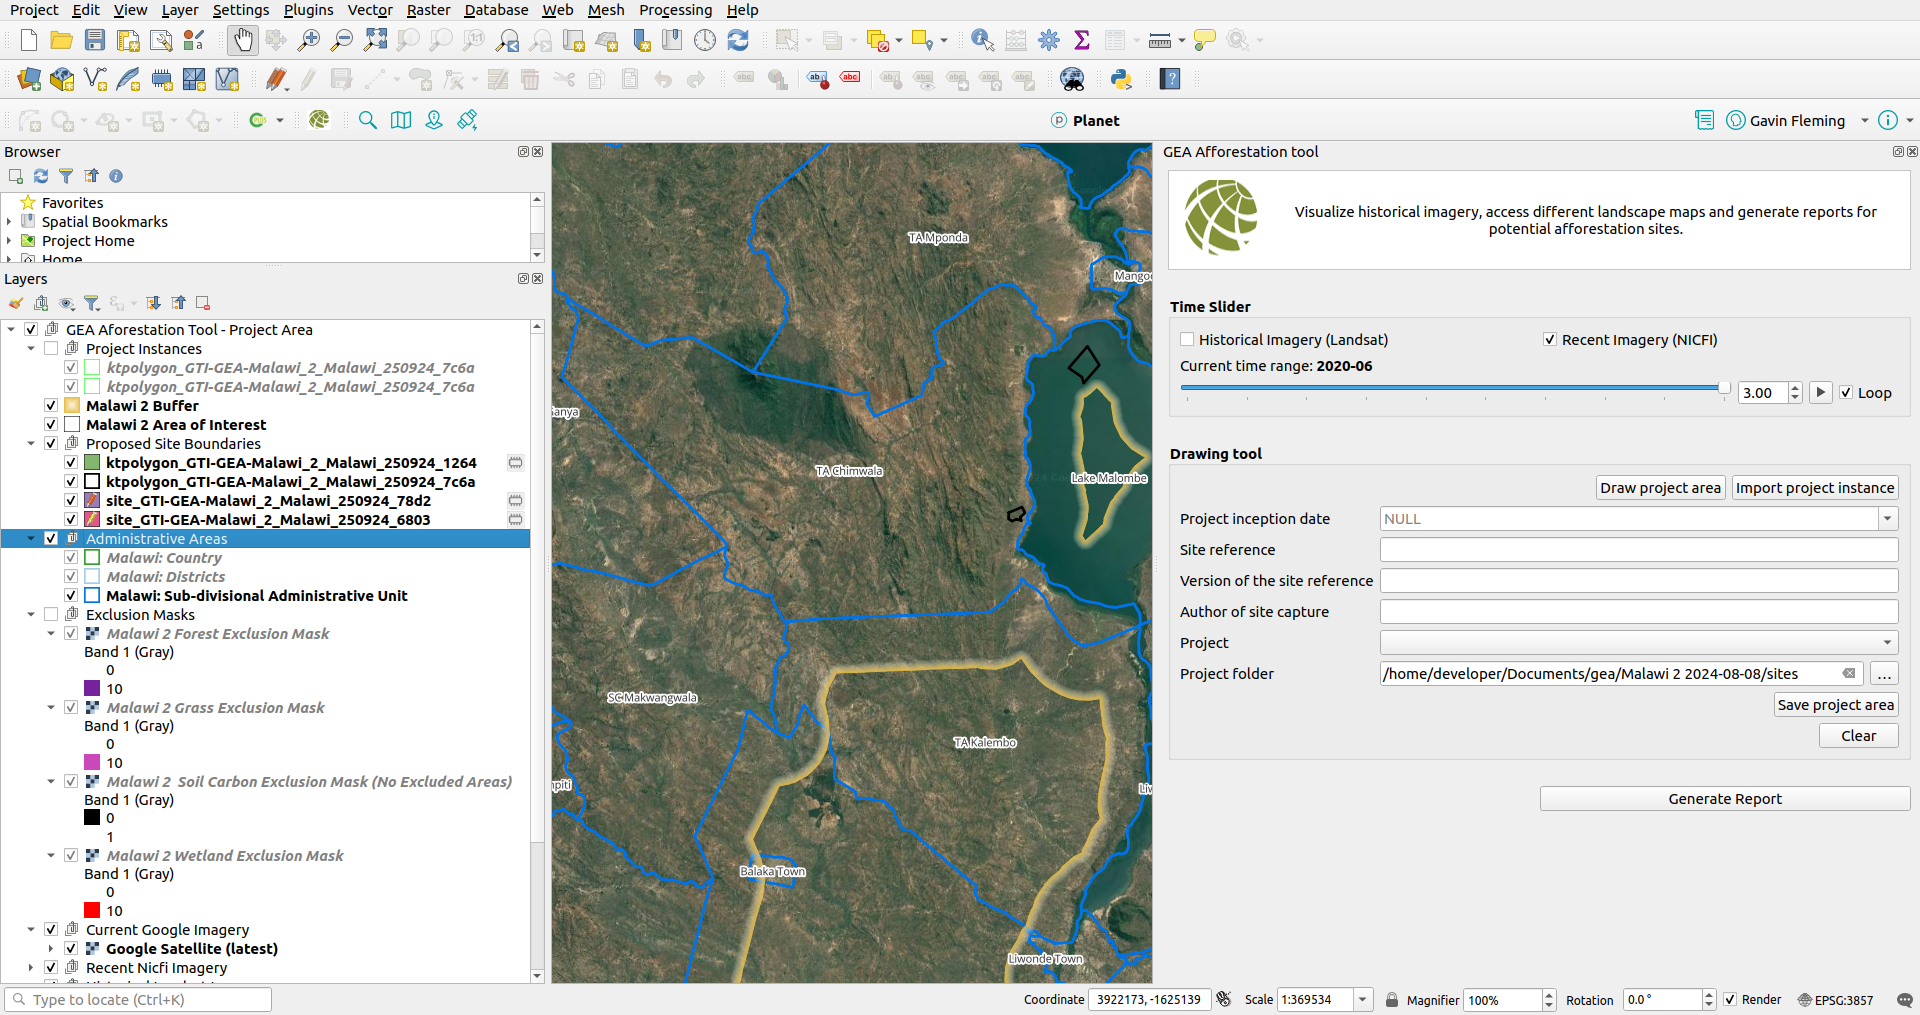 Project Edit View Layer Settings Plugins Vector Raster Database Web Mesh Processing Help
Planet
Gavin Fleming
Browser
Favorites
Spatial Bookmarks
Project Home
Home
Layers
GEA Aforestation Tool - Project Area
Project Instances
ktpolygon_GTI-GEA-Malawi_2_Malawi_250924_7c6a
ktpolygon_GTI-GEA-Malawi_2_Malawi_250924_7c6a
Malawi 2 Buffer
Malawi 2 Area of Interest
Proposed Site Boundaries
ktpolygon_GTI-GEA-Malawi_2_Malawi_250924_1264
ktpolygon_GTI-GEA-Malawi_2_Malawi_250924_7c6a
site_GTI-GEA-Malawi_2_Malawi_250924_78d2
site_GTI-GEA-Malawi_2_Malawi_250924_6803
Administrative Areas
Malawi: Country
Malawi: Districts
Malawi: Sub-divisional Administrative Unit
Exclusion Masks
Malawi 2 Forest Exclusion Mask
Band 1 (Gray)
0
10
Malawi 2 Grass Exclusion Mask
Band 1 (Gray)
0
10
Malawi 2  Soil Carbon Exclusion Mask (No Excluded Areas)
Band 1 (Gray)
0
1
Malawi 2 Wetland Exclusion Mask
Band 1 (Gray)
0
10
Current Google Imagery
Google Satellite (latest)
Recent Nicfi Imagery
TA Mponda
Mangoc
anya
TA Chimwala
Lake Malombe
SC Makwangwala
TA Kalembo
npiti
Liw
Balaka Town
Liwonde Town
GEA Afforestation tool
Visualize historical imagery, access different landscape maps and generate reports for
potential afforestation sites.
Time Slider
Historical Imagery (Landsat)
Recent Imagery (NICFI)
Current time range: 2020-06
3.00
Loop
Drawing tool
Draw project area
Import project instance
Project inception date
NULL
Site reference
Version of the site reference
Author of site capture
Project
Project folder
/home/developer/Documents/gea/Malawi 2 2024-08-08/sites
...
Save project area
Clear
Generate Report
Type to locate (Ctrl+K)
Coordinate 3922173, -1625139
Scale 1:369534
Magnifier 100%
Rotation 0.0 °
Render
EPSG:3857